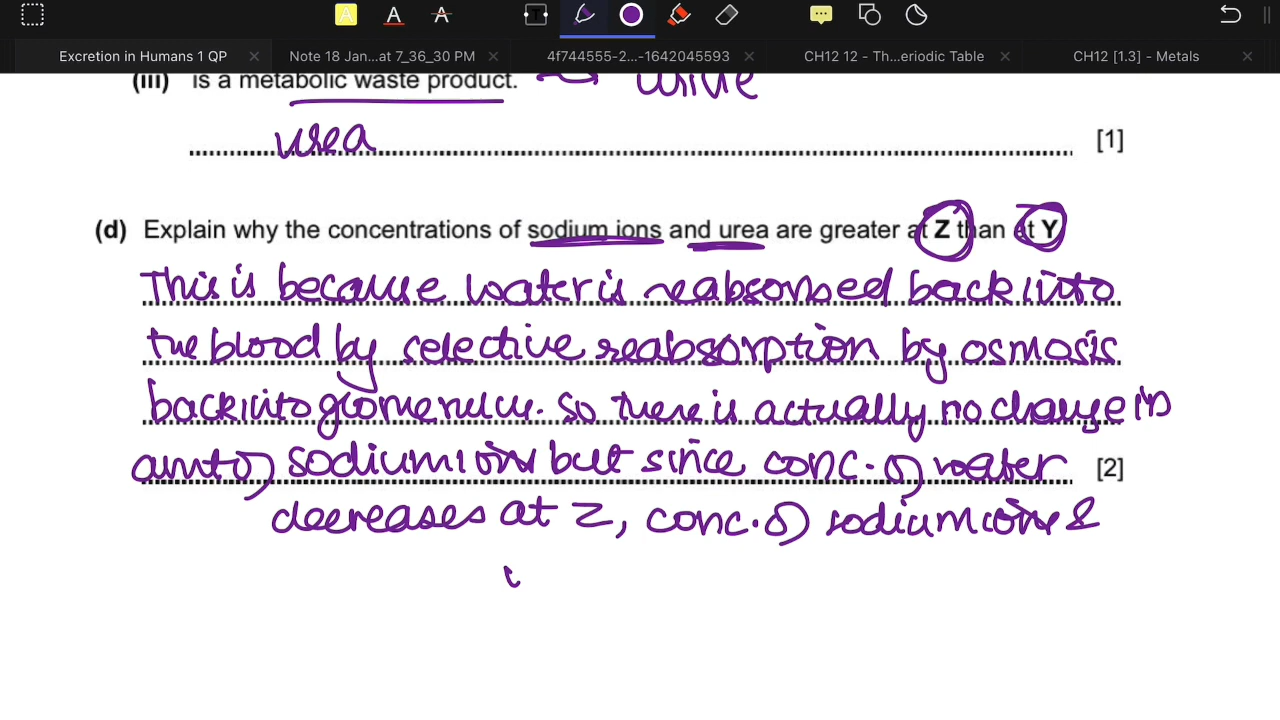 A A A T
Excretion in Humans 1 QP × Note 18 Jan...at 7_36_30 PM × 4f744555-2...-1642045593 × CH12 12 - Th...eriodic Table × CH12 [1.3] - Metals ×
(iii) is a metabolic waste product. urine
urea [1]
(d) Explain why the concentrations of sodium ions and urea are greater at Z than at Y
This is because water is reabsorbed back into
the blood by selective reabsorption by osmosis
back into glomerulus. So there is actually no change in
amt of sodium ions but since conc. of water [2]
decreases at Z, conc. of sodium ions &